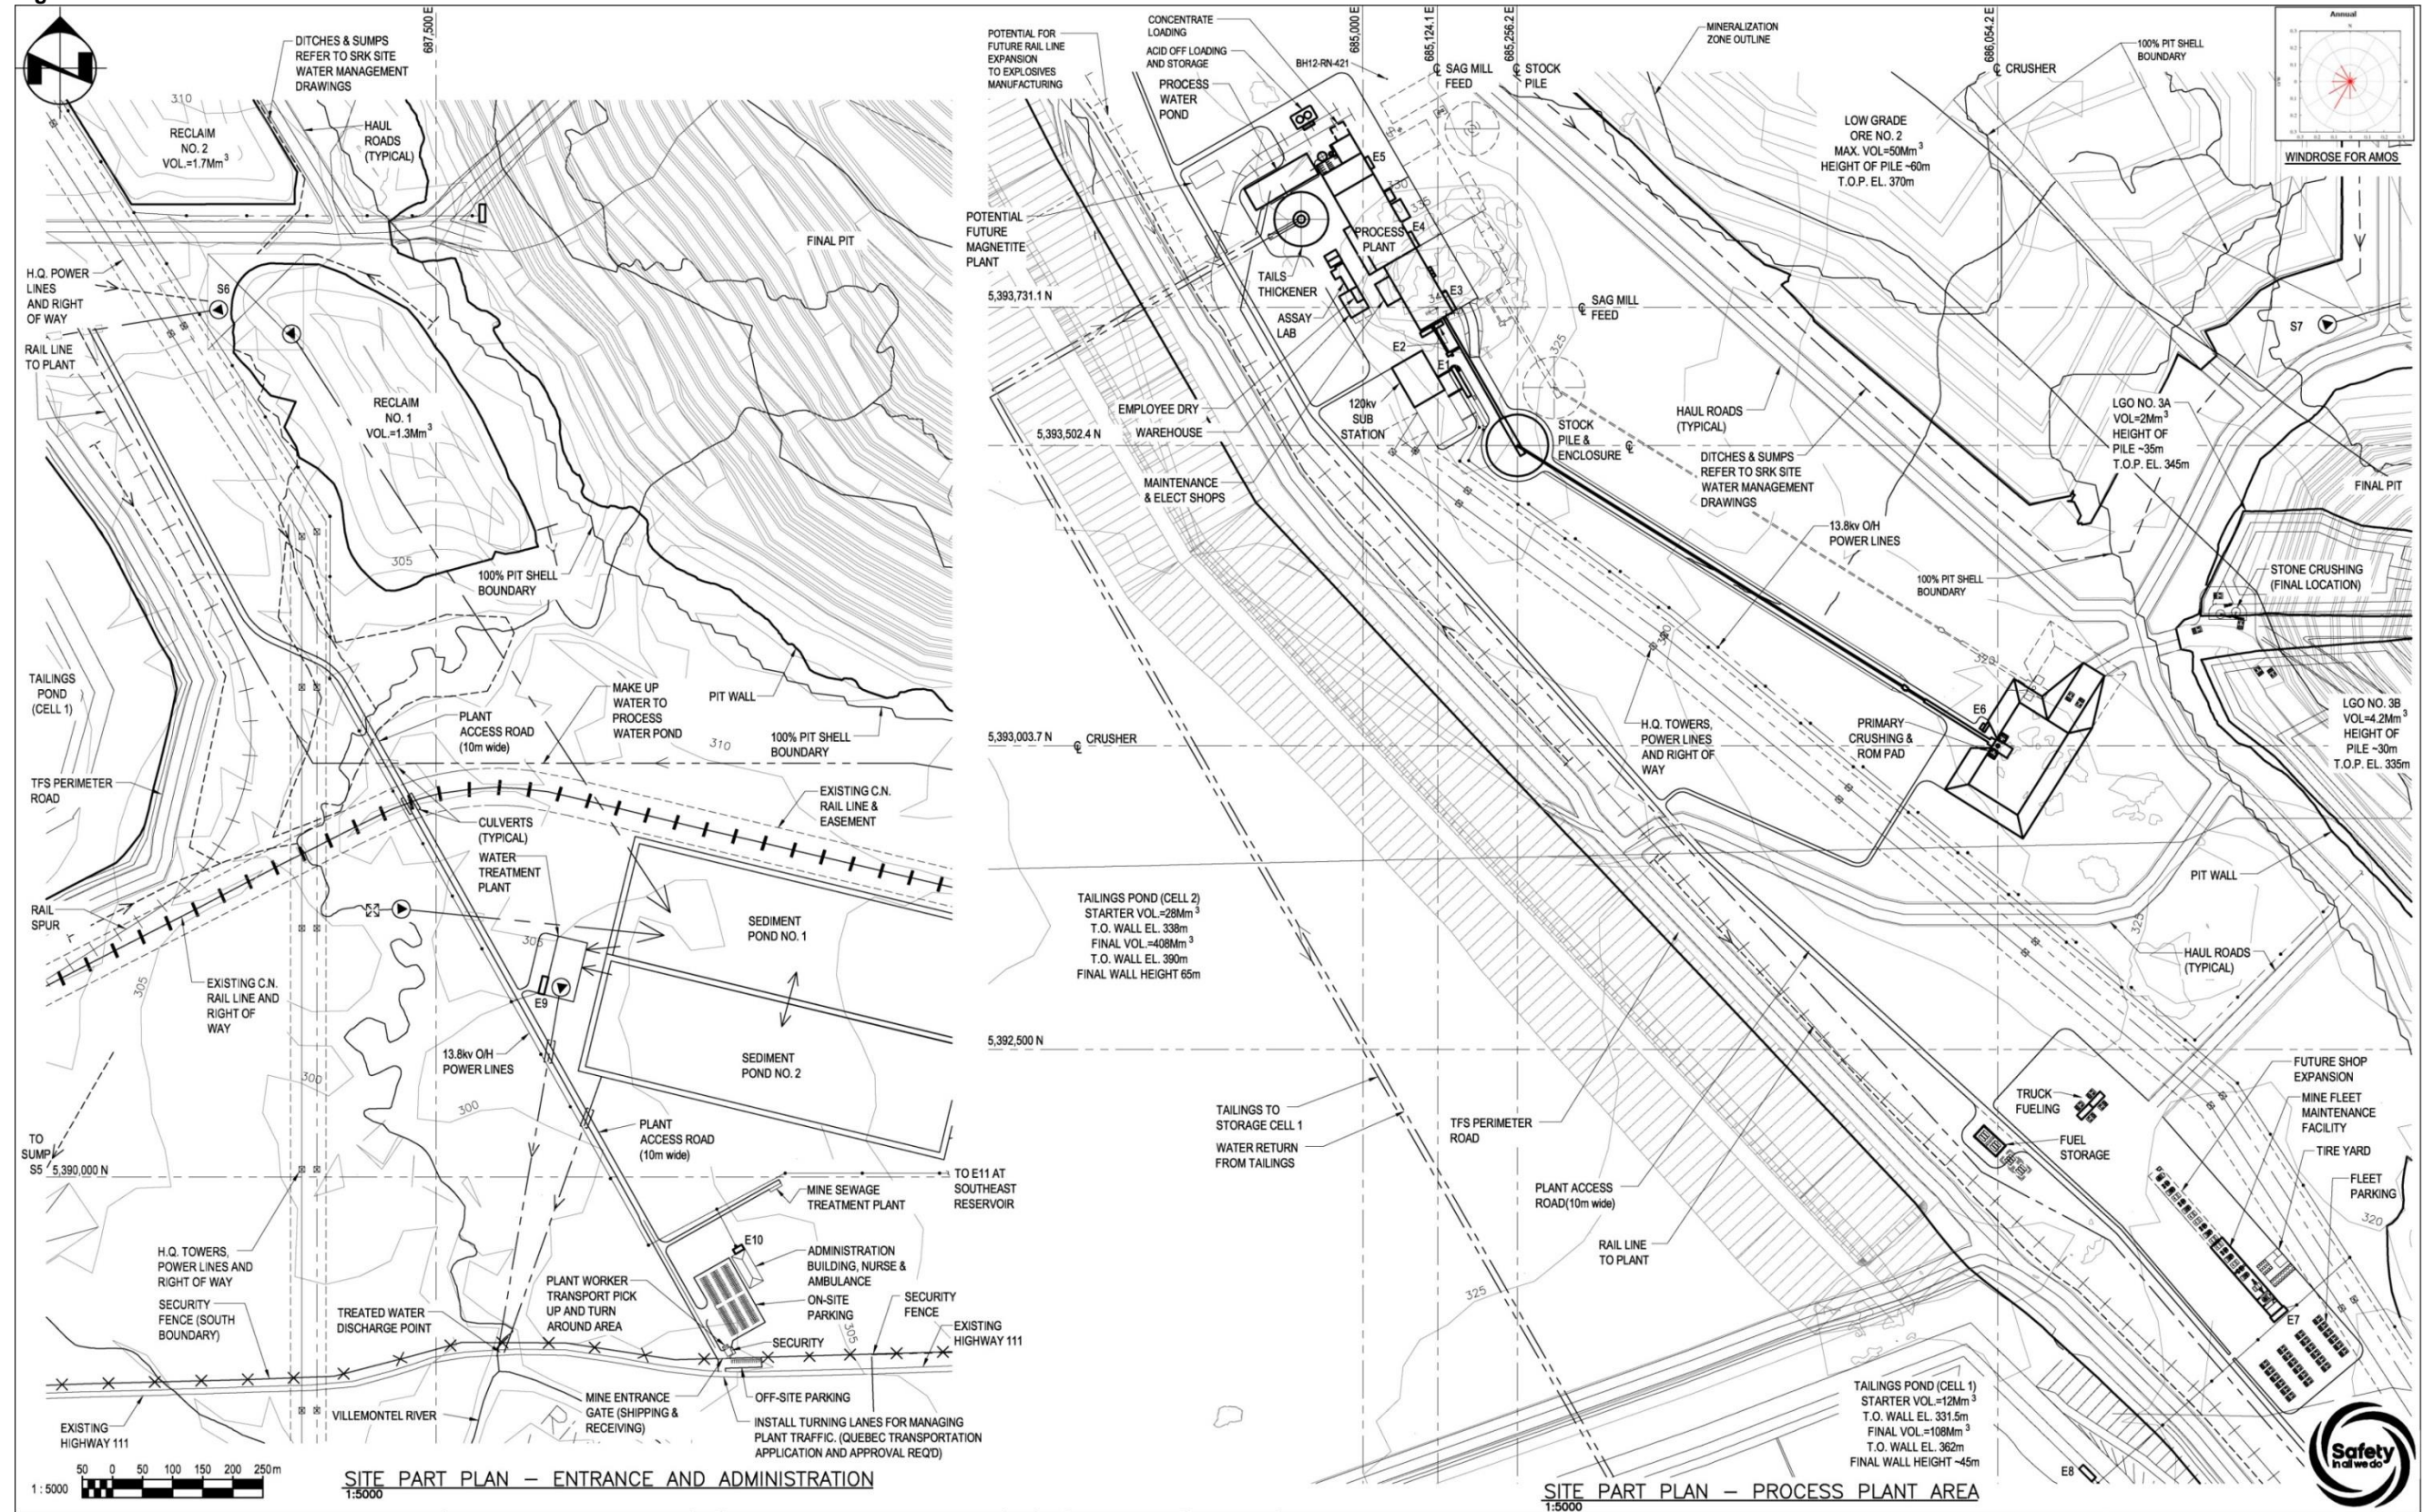 DITCHES & SUMPS
REFER TO SRK SITE
WATER MANAGEMENT
DRAWINGS
687,500 E
310
RECLAIM
NO. 2
VOL.=1.7Mm³
HAUL
ROADS
(TYPICAL)
FINAL PIT
H.Q. POWER
LINES
AND RIGHT
OF WAY
S6
RAIL LINE
TO PLANT
RECLAIM
NO. 1
VOL.=1.3Mm³
305
100% PIT SHELL
BOUNDARY
TAILINGS
POND
(CELL 1)
PLANT
ACCESS ROAD
(10m wide)
MAKE UP
WATER TO
PROCESS
WATER POND
PIT WALL
310
100% PIT SHELL
BOUNDARY
TFS PERIMETER
ROAD
EXISTING C.N.
RAIL LINE &
EASEMENT
CULVERTS
(TYPICAL)
WATER
TREATMENT
PLANT
RAIL
SPUR
SEDIMENT
POND NO. 1
305
305
EXISTING C.N.
RAIL LINE AND
RIGHT OF
WAY
E9
13.8kv O/H
POWER LINES
SEDIMENT
POND NO. 2
300
300
PLANT
ACCESS ROAD
(10m wide)
TO
SUMP
S5
5,390,000 N
TO E11 AT
SOUTHEAST
RESERVOIR
MINE SEWAGE
TREATMENT PLANT
E10
H.Q. TOWERS,
POWER LINES AND
RIGHT OF WAY
ADMINISTRATION
BUILDING, NURSE &
AMBULANCE
PLANT WORKER
TRANSPORT PICK
UP AND TURN
AROUND AREA
ON-SITE
PARKING
SECURITY
FENCE
SECURITY
FENCE (SOUTH
BOUNDARY)
TREATED WATER
DISCHARGE POINT
305
SECURITY
EXISTING
HIGHWAY 111
MINE ENTRANCE
GATE (SHIPPING &
RECEIVING)
OFF-SITE PARKING
VILLEMONTEL RIVER
INSTALL TURNING LANES FOR MANAGING
PLANT TRAFFIC. (QUEBEC TRANSPORTATION
APPLICATION AND APPROVAL REQ'D)
EXISTING
HIGHWAY 111
50 0 50 100 150 200 250m
1 : 5000
SITE PART PLAN – ENTRANCE AND ADMINISTRATION
1:5000
POTENTIAL FOR
FUTURE RAIL LINE
EXPANSION
TO EXPLOSIVES
MANUFACTURING
CONCENTRATE
LOADING
ACID OFF LOADING
AND STORAGE
PROCESS
WATER
POND
BH12-RN-421
685,000 E
685,124.1 E
685,256.2 E
686,054.2 E
SAG MILL
FEED
STOCK
PILE
MINERALIZATION
ZONE OUTLINE
CRUSHER
100% PIT SHELL
BOUNDARY
Annual
WINDROSE FOR AMOS
LOW GRADE
ORE NO. 2
MAX. VOL=50Mm³
HEIGHT OF PILE ~60m
T.O.P. EL. 370m
E5
330
POTENTIAL
FUTURE
MAGNETITE
PLANT
E4
PROCESS
PLANT
TAILS
THICKENER
E3
5,393,731.1 N
SAG MILL
FEED
S7
ASSAY
LAB
E2
E1
325
120kv
SUB
STATION
EMPLOYEE DRY
WAREHOUSE
5,393,502.4 N
STOCK
PILE &
ENCLOSURE
HAUL ROADS
(TYPICAL)
LGO NO. 3A
VOL=2Mm³
HEIGHT OF
PILE ~35m
T.O.P. EL. 345m
DITCHES & SUMPS
REFER TO SRK SITE
WATER MANAGEMENT
DRAWINGS
FINAL PIT
MAINTENANCE
& ELECT SHOPS
13.8kv O/H
POWER LINES
100% PIT SHELL
BOUNDARY
STONE CRUSHING
(FINAL LOCATION)
320
320
E6
H.Q. TOWERS,
POWER LINES
AND RIGHT OF
WAY
PRIMARY
CRUSHING &
ROM PAD
LGO NO. 3B
VOL=4.2Mm³
HEIGHT OF
PILE ~30m
T.O.P. EL. 335m
5,393,003.7 N
CRUSHER
PIT WALL
TAILINGS POND (CELL 2)
STARTER VOL.=28Mm³
T.O. WALL EL. 338m
FINAL VOL.=408Mm³
T.O. WALL EL. 390m
FINAL WALL HEIGHT 65m
325
HAUL ROADS
(TYPICAL)
5,392,500 N
FUTURE SHOP
EXPANSION
TRUCK
FUELING
MINE FLEET
MAINTENANCE
FACILITY
TAILINGS TO
STORAGE CELL 1
TFS PERIMETER
ROAD
FUEL
STORAGE
TIRE YARD
WATER RETURN
FROM TAILINGS
FLEET
PARKING
PLANT ACCESS
ROAD(10m wide)
320
RAIL LINE
TO PLANT
325
E7
TAILINGS POND (CELL 1)
STARTER VOL.=12Mm³
T.O. WALL EL. 331.5m
FINAL VOL.=108Mm³
T.O. WALL EL. 362m
FINAL WALL HEIGHT ~45m
E8
Safety
in all we do
SITE PART PLAN – PROCESS PLANT AREA
1:5000